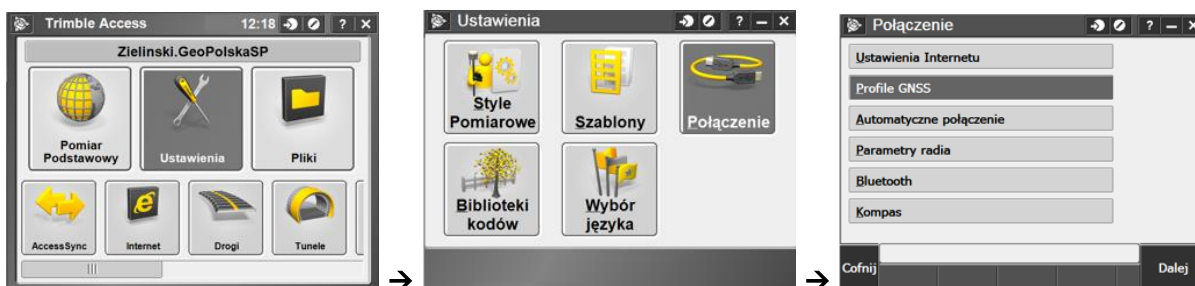 Trimble Access 12:18 ? X
Zielinski.GeoPolskaSP
Pomiar
Podstawowy
Ustawienia
Pliki
AccessSync
Internet
Drogi
Tunele
→
Ustawienia ? – X
Style
Pomiarowe
Szablony
Połączenie
Biblioteki
kodów
Wybór
języka
→
Połączenie ? – X
Ustawienia Internetu
Profile GNSS
Automatyczne połączenie
Parametry radia
Bluetooth
Kompas
Cofnij
Dalej